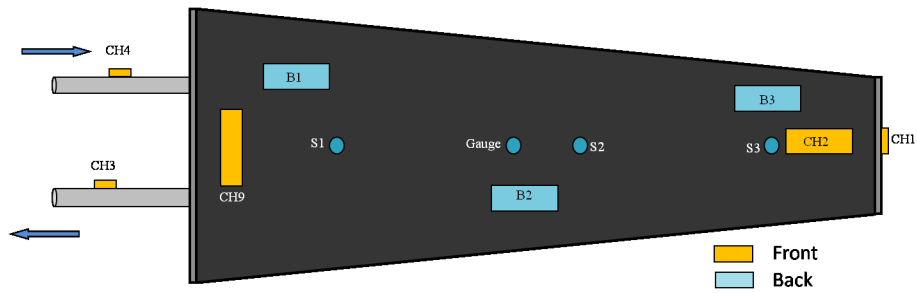 CH4
B1
B3
S1
Gauge
S2
S3
CH2
CH1
CH3
CH9
B2
Front
Back